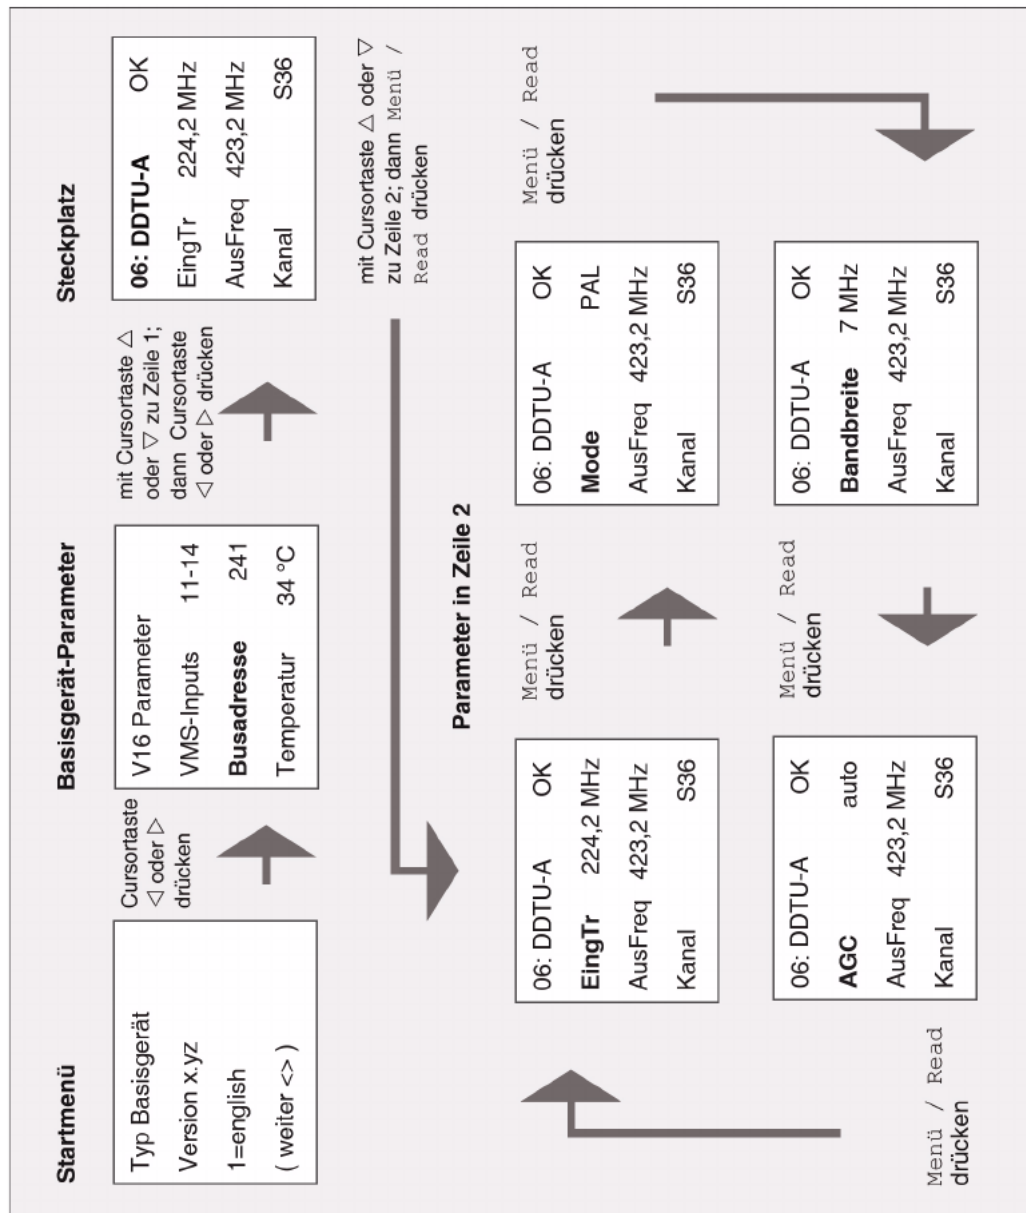 Startmenü
Typ Basisgerät
Version x.yz
1=english
( weiter <> )
Cursortaste
◁ oder ▷
drücken
Basisgerät-Parameter
V16 Parameter
VMS-Inputs 11-14
Busadresse 241
Temperatur 34 °C
mit Cursortaste △
oder ▽ zu Zeile 1;
dann Cursortaste
◁ oder ▷ drücken
Steckplatz
06: DDTU-A OK
EingTr 224,2 MHz
AusFreq 423,2 MHz
Kanal S36
mit Cursortaste △ oder ▽
zu Zeile 2; dann Menü /
Read drücken
Parameter in Zeile 2
06: DDTU-A OK
EingTr 224,2 MHz
AusFreq 423,2 MHz
Kanal S36
Menü / Read
drücken
06: DDTU-A OK
Mode PAL
AusFreq 423,2 MHz
Kanal S36
Menü / Read
drücken
06: DDTU-A OK
Bandbreite 7 MHz
AusFreq 423,2 MHz
Kanal S36
Menü / Read
drücken
06: DDTU-A OK
AGC auto
AusFreq 423,2 MHz
Kanal S36
Menü / Read
drücken